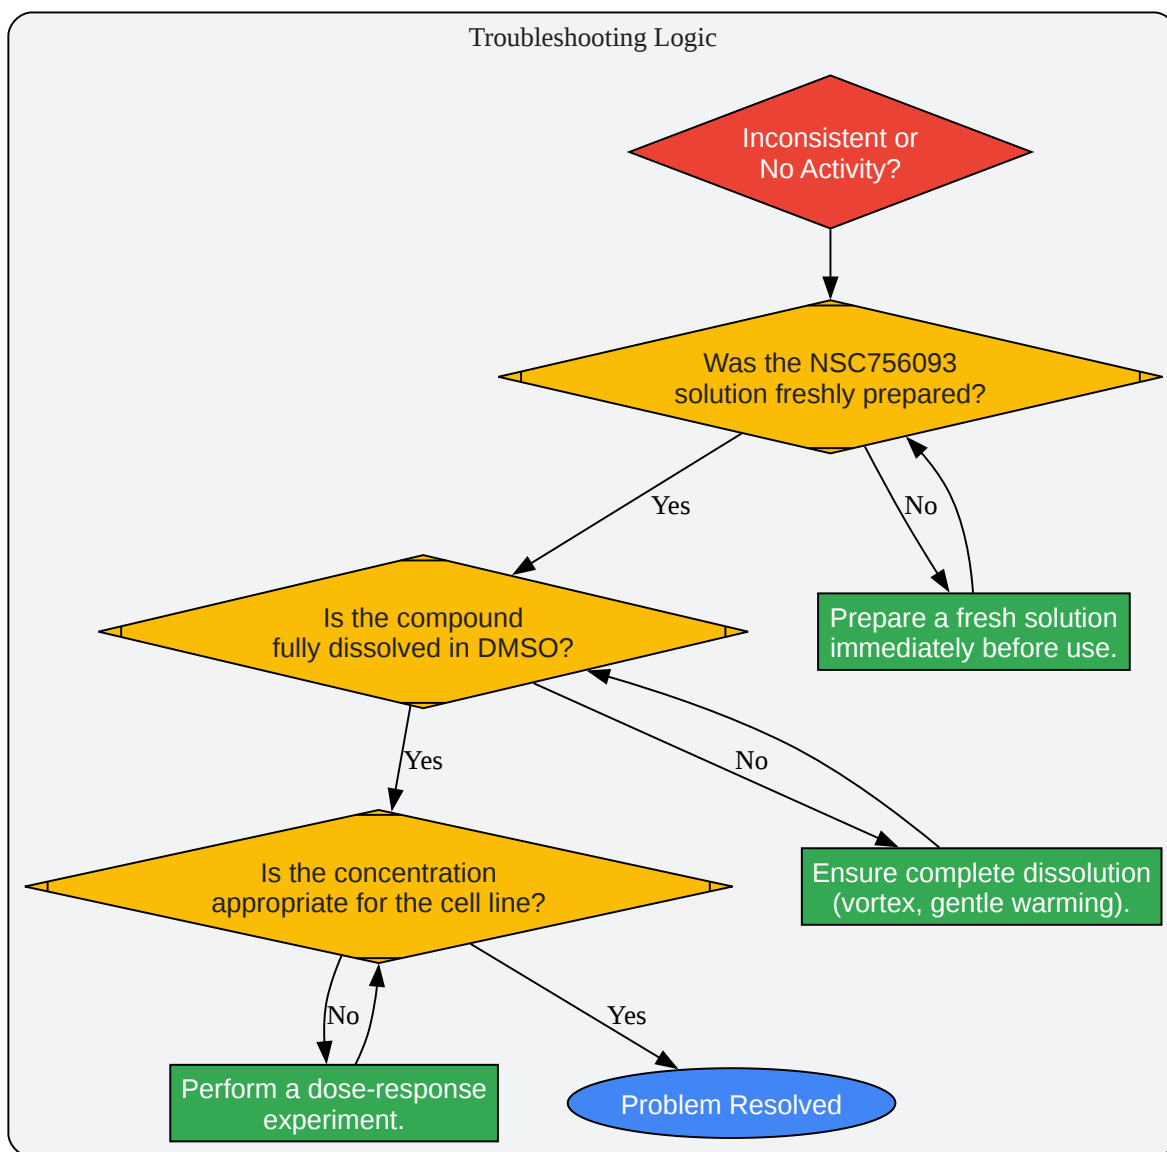 Troubleshooting Logic
Inconsistent or
No Activity?
Was the NSC756093
solution freshly prepared?
Yes
No
Prepare a fresh solution
immediately before use.
Is the compound
fully dissolved in DMSO?
Yes
No
Ensure complete dissolution
(vortex, gentle warming).
Is the concentration
appropriate for the cell line?
No
Yes
Perform a dose-response
experiment.
Problem Resolved